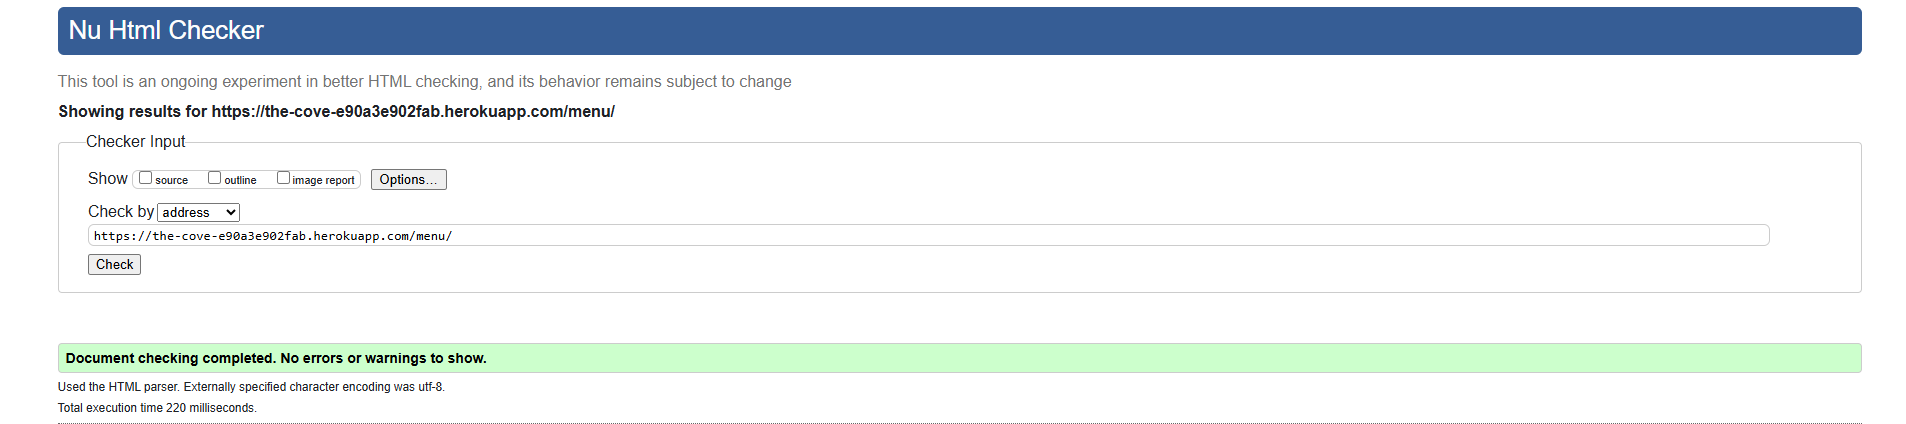 Nu Html Checker
This tool is an ongoing experiment in better HTML checking, and its behavior remains subject to change
Showing results for https://the-cove-e90a3e902fab.herokuapp.com/menu/
Checker Input
Show source outline image report Options...
Check by address
https://the-cove-e90a3e902fab.herokuapp.com/menu/
Check
Document checking completed. No errors or warnings to show.
Used the HTML parser. Externally specified character encoding was utf-8.
Total execution time 220 milliseconds.